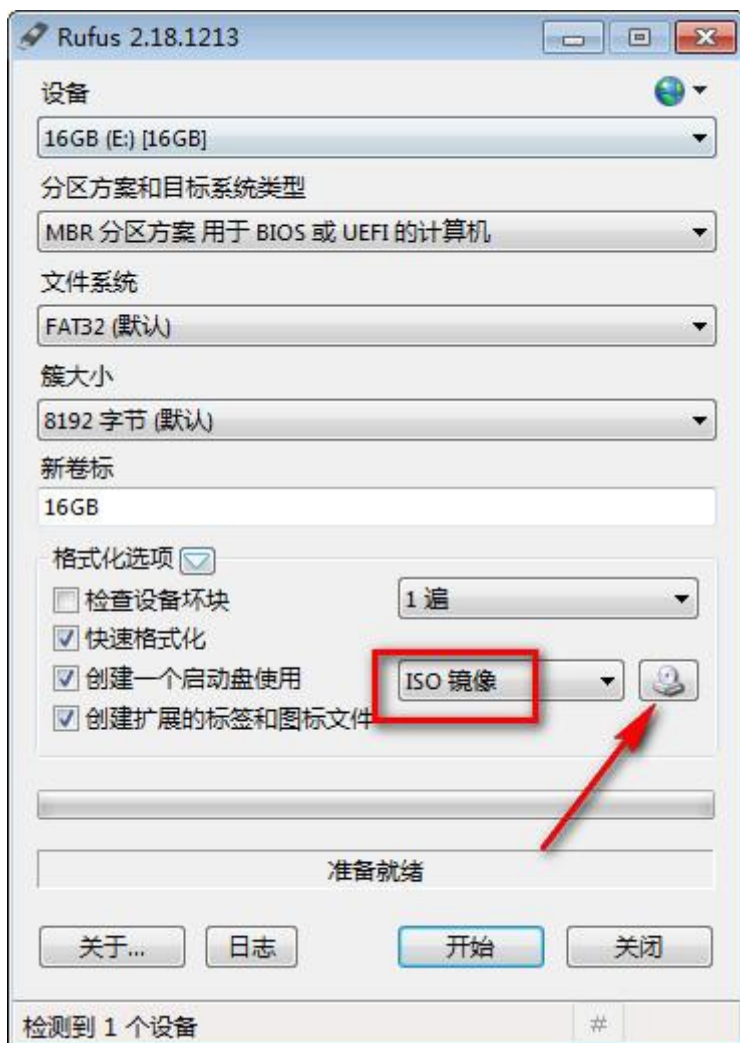 Rufus 2.18.1213
设备
16GB (E:) [16GB]
分区方案和目标系统类型
MBR 分区方案 用于 BIOS 或 UEFI 的计算机
文件系统
FAT32 (默认)
簇大小
8192 字节 (默认)
新卷标
16GB
格式化选项
检查设备坏块 1 遍
快速格式化
创建一个启动盘使用 ISO 镜像
创建扩展的标签和图标文件
准备就绪
关于... 日志 开始 关闭
检测到 1 个设备 #